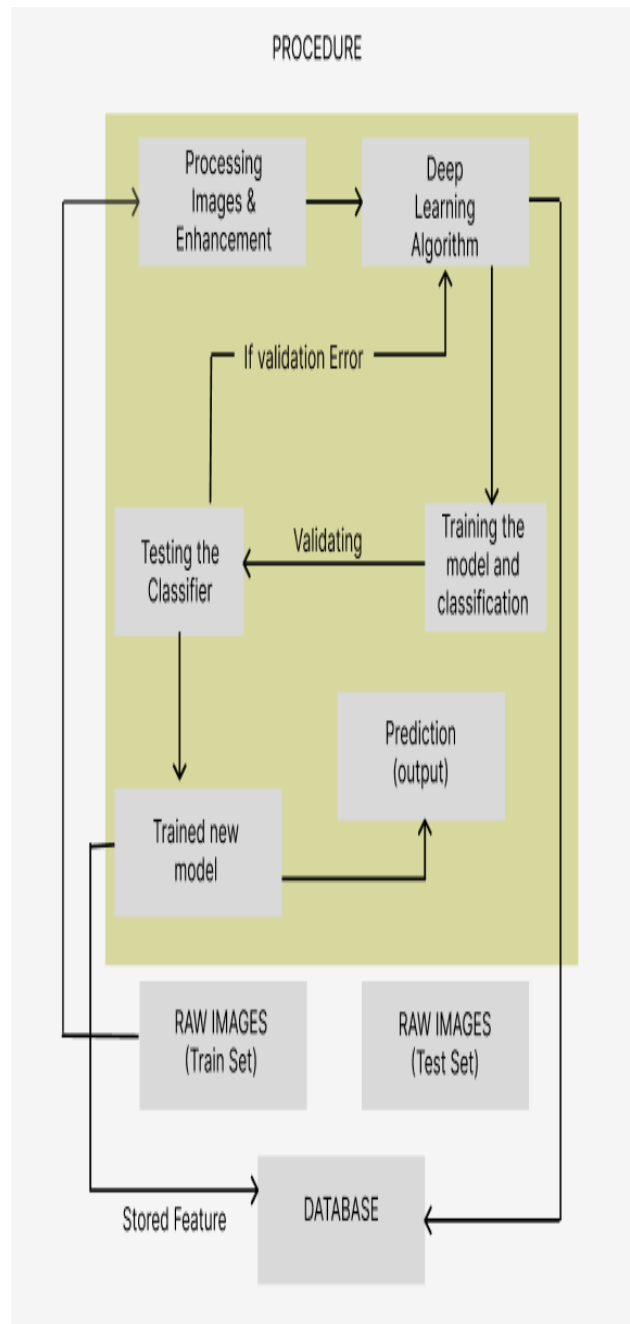 PROCEDURE
Processing
Images &
Enhancement
Deep
Learning
Algorithm
If validation Error
Testing the
Classifier
Validating
Training the
model and
classification
Prediction
(output)
Trained new
model
RAW IMAGES
(Train Set)
RAW IMAGES
(Test Set)
DATABASE
Stored Feature